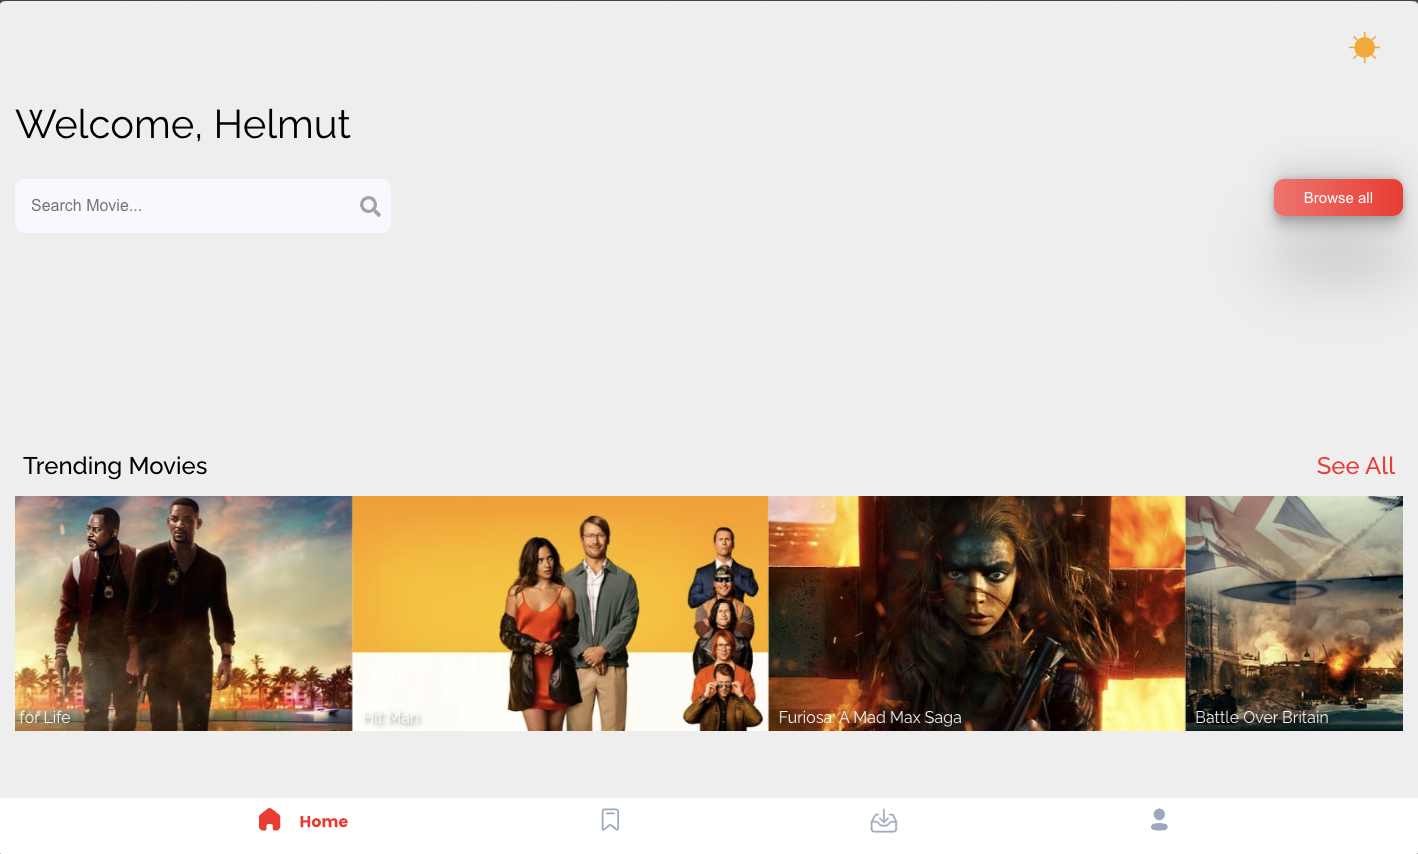 Welcome, Helmut
Search Movie...
Browse all
Trending Movies
See All
for Life
Hit Man
Furiosa: A Mad Max Saga
Battle Over Britain
Home